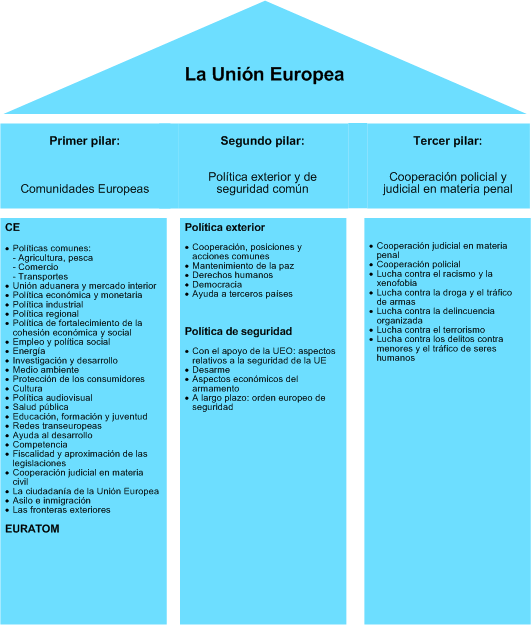 La Unión Europea
Primer pilar:
Comunidades Europeas
Segundo pilar:
Política exterior y de
seguridad común
Tercer pilar:
Cooperación policial y
judicial en materia penal
CE
• Políticas comunes:
- Agricultura, pesca
- Comercio
- Transportes
• Unión aduanera y mercado interior
• Política económica y monetaria
• Política industrial
• Política regional
• Política de fortalecimiento de la
cohesión económica y social
• Empleo y política social
• Energía
• Investigación y desarrollo
• Medio ambiente
• Protección de los consumidores
• Cultura
• Política audiovisual
• Salud pública
• Educación, formación y juventud
• Redes transeuropeas
• Ayuda al desarrollo
• Competencia
• Fiscalidad y aproximación de las
legislaciones
• Cooperación judicial en materia
civil
• La ciudadanía de la Unión Europea
• Asilo e inmigración
• Las fronteras exteriores
EURATOM
Política exterior
• Cooperación, posiciones y
acciones comunes
• Mantenimiento de la paz
• Derechos humanos
• Democracia
• Ayuda a terceros países
Política de seguridad
• Con el apoyo de la UEO: aspectos
relativos a la seguridad de la UE
• Desarme
• Aspectos económicos del
armamento
• A largo plazo: orden europeo de
seguridad
• Cooperación judicial en materia
penal
• Cooperación policial
• Lucha contra el racismo y la
xenofobia
• Lucha contra la droga y el tráfico
de armas
• Lucha contra la delincuencia
organizada
• Lucha contra el terrorismo
• Lucha contra los delitos contra
menores y el tráfico de seres
humanos